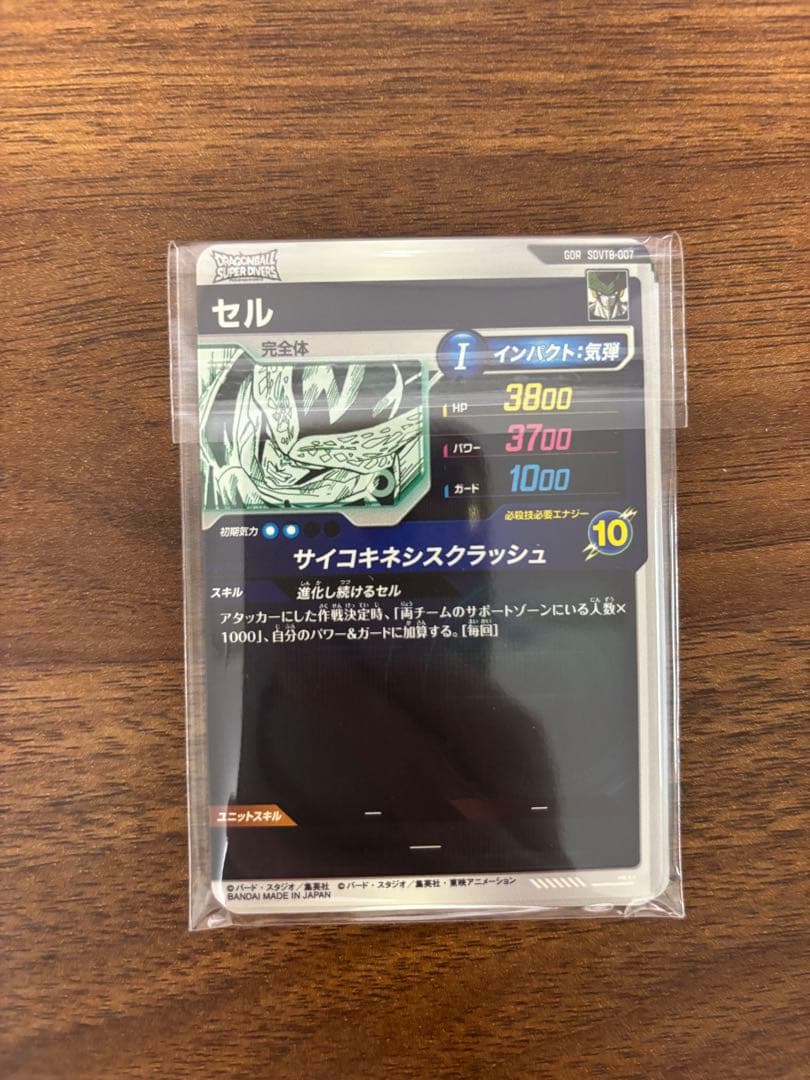 GDR SDVTB-007
DRAGONBALL
SUPER DIVERS
セル
完全体
I インパクト:気弾
HP 3800
パワー 3700
ガード 1000
必殺技必要エナジー
10
初期気力
サイコキネシスクラッシュ
スキル 進化し続けるセル
アタッカーにした作戦決定時、「両チームのサポートゾーンにいる人数×
1000」、自分のパワー&ガードに加算する。[毎回]
ユニットスキル ー ー
ー
©バード・スタジオ/集英社 ©バード・スタジオ/集英社・東映アニメーション
BANDAI MADE IN JAPAN